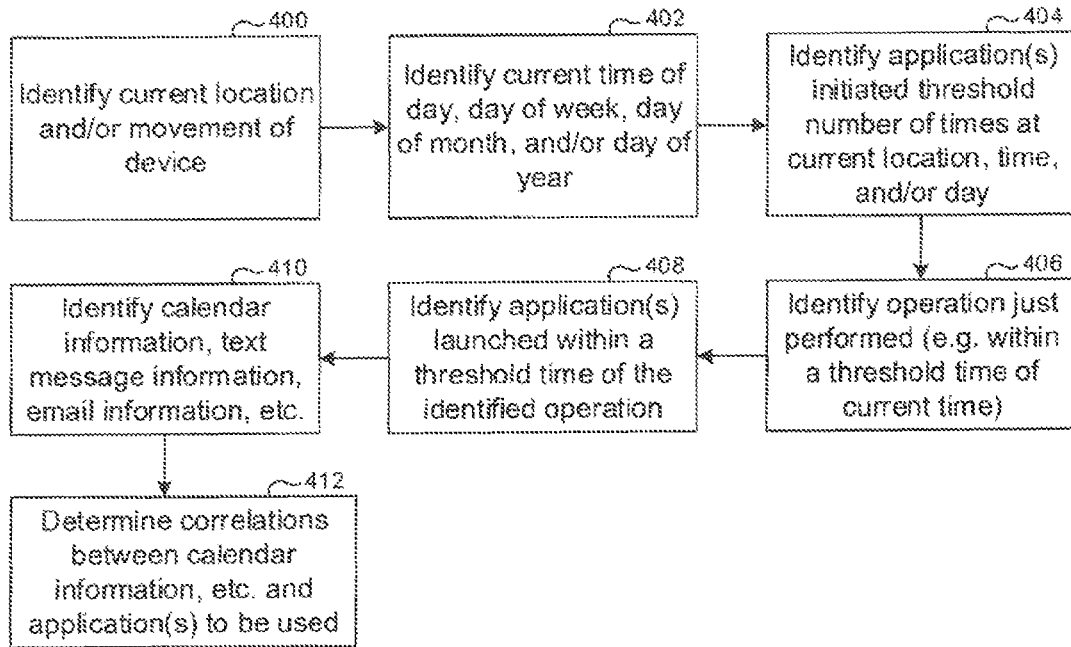 400
Identify current location
and/or movement of
device
402
Identify current time of
day, day of week, day
of month, and/or day of
year
404
Identify application(s)
initiated threshold
number of times at
current location, time,
and/or day
406
Identify operation just
performed (e.g. within
a threshold time of
current time)
408
Identify application(s)
launched within a
threshold time of the
identified operation
410
Identify calendar
information, text
message information,
email information, etc.
412
Determine correlations
between calendar
information, etc. and
application(s) to be used